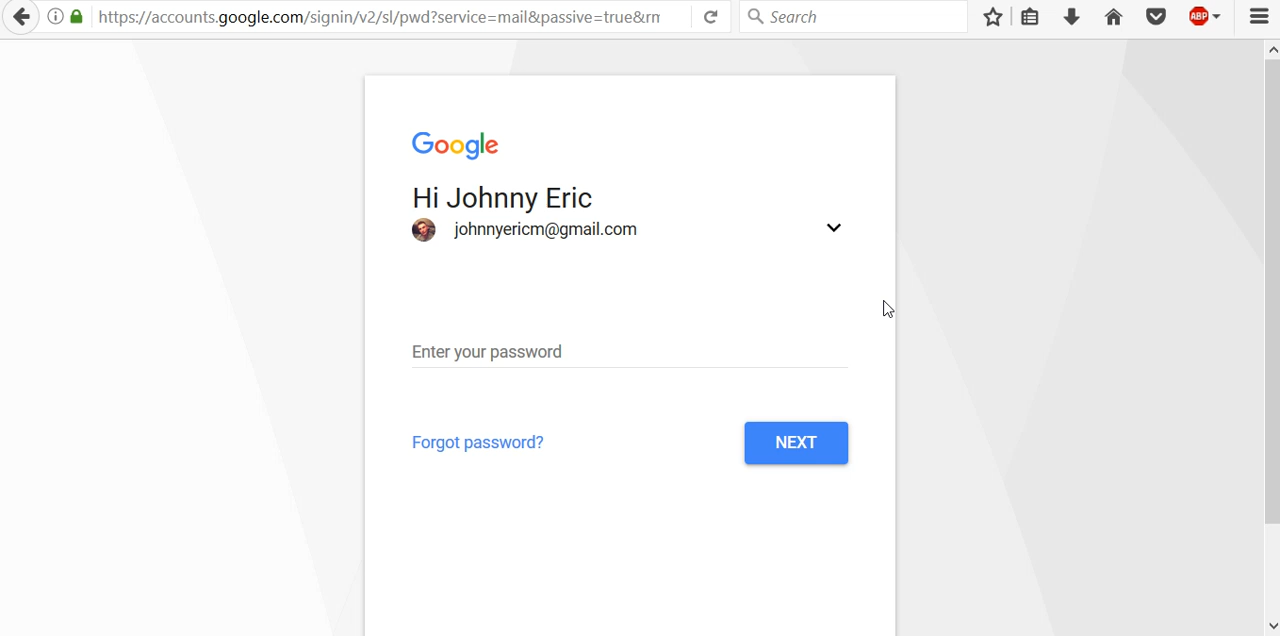 https://accounts.google.com/signin/v2/sl/pwd?service=mail&passive=true&rm
Search
ABP
Google
Hi Johnny Eric
johnnyericm@gmail.com
Enter your password
Forgot password?
NEXT